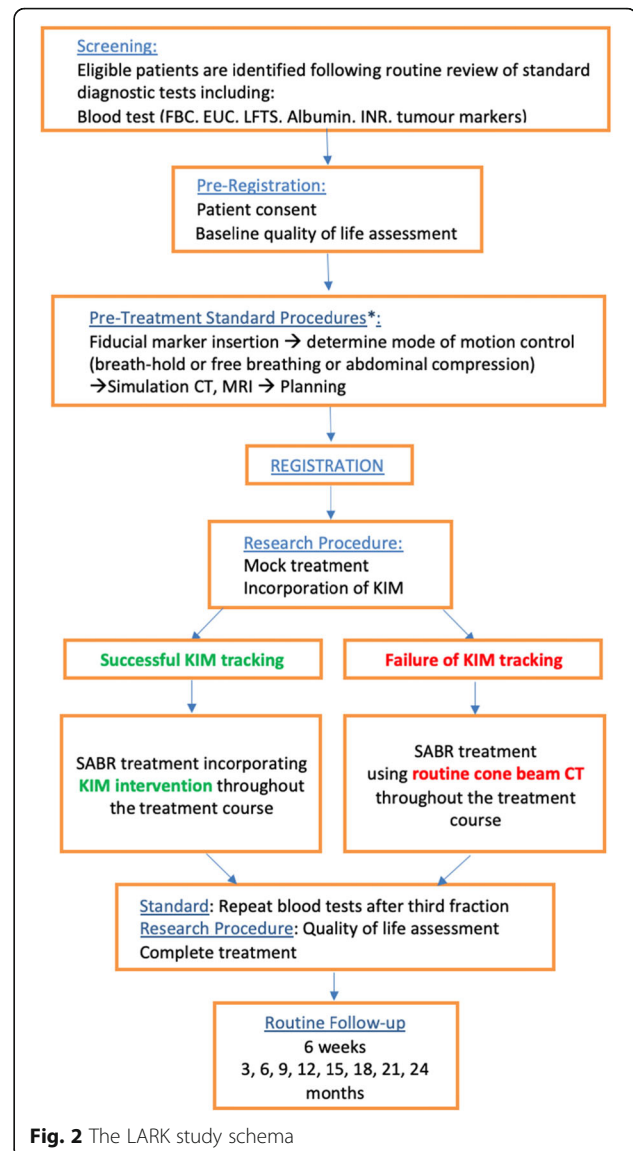 Screening:
Eligible patients are identified following routine review of standard
diagnostic tests including:
Blood test (FBC, EUC, LFTS, Albumin, INR, tumour markers)
Pre-Registration:
Patient consent
Baseline quality of life assessment
Pre-Treatment Standard Procedures*:
Fiducial marker insertion → determine mode of motion control
(breath-hold or free breathing or abdominal compression)
→Simulation CT, MRI → Planning
REGISTRATION
Research Procedure:
Mock treatment
Incorporation of KIM
Successful KIM tracking
Failure of KIM tracking
SABR treatment incorporating
KIM intervention throughout
the treatment course
SABR treatment
using routine cone beam CT
throughout the treatment
course
Standard: Repeat blood tests after third fraction
Research Procedure: Quality of life assessment
Complete treatment
Routine Follow-up
6 weeks
3, 6, 9, 12, 15, 18, 21, 24
months
Fig. 2 The LARK study schema